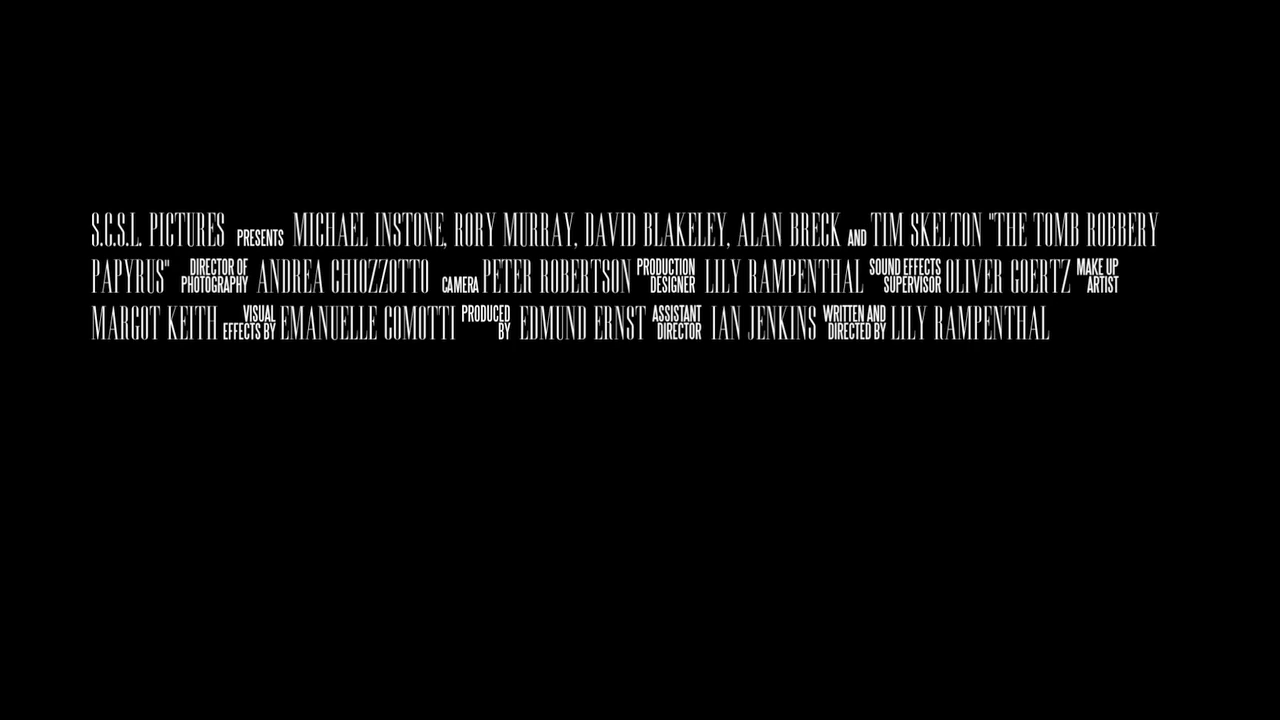 S.C.S.L. PICTURES PRESENTS MICHAEL INSTONE, RORY MURRAY, DAVID BLAKELEY, ALAN BRECK AND TIM SKELTON "THE TOMB ROBBERY
PAPYRUS" DIRECTOR OF PHOTOGRAPHY ANDREA CHIOZZOTTO CAMERA PETER ROBERTSON PRODUCTION DESIGNER LILY RAMPENTHAL SOUND EFFECTS SUPERVISOR OLIVER GOERTZ MAKE UP ARTIST
MARGOT KEITH VISUAL EFFECTS BY EMANUELLE COMOTTI PRODUCED BY EDMUND ERNST ASSISTANT DIRECTOR IAN JENKINS WRITTEN AND DIRECTED BY LILY RAMPENTHAL